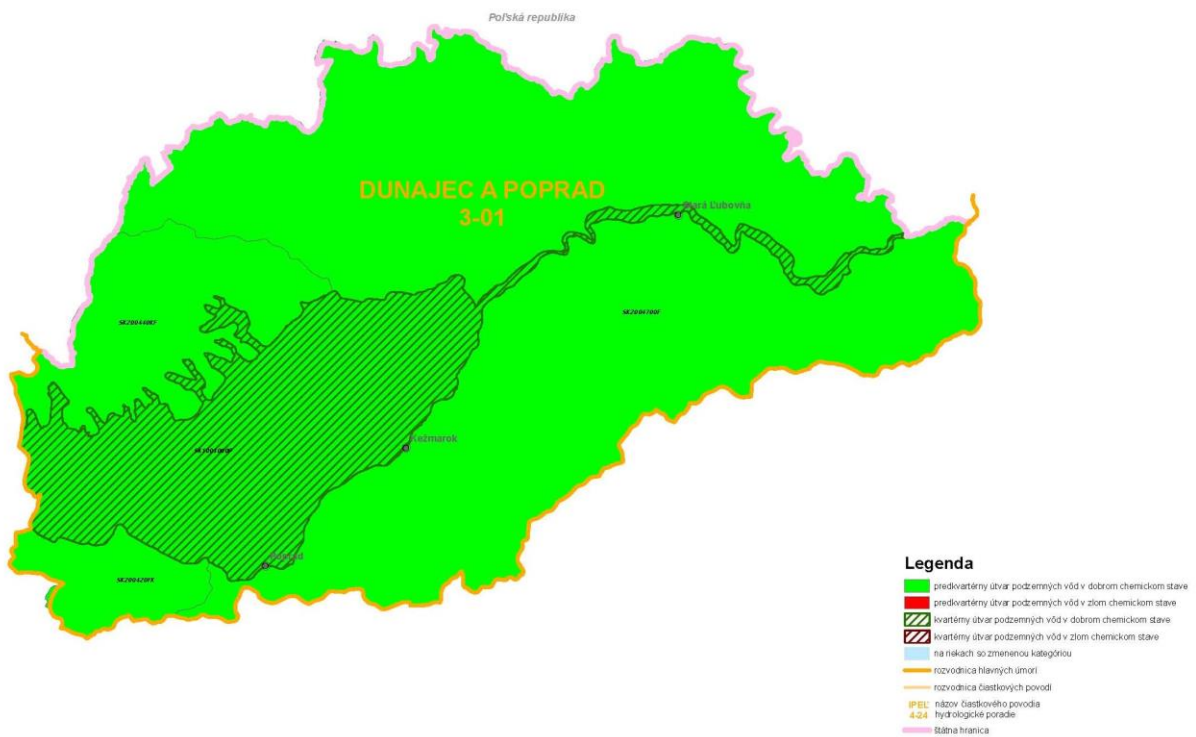 Poľská republika
DUNAJEC A POPRAD
3-01
Stará Ľubovňa
SK200440KF
SK2004700F
Kežmarok
Poprad
Legenda
predkvartérny útvar podzemných vôd v dobrom chemickom stave
predkvartérny útvar podzemných vôd v zlom chemickom stave
kvartérny útvar podzemných vôd v dobrom chemickom stave
kvartérny útvar podzemných vôd v zlom chemickom stave
na riekach so zmenenou kategóriou
rozvodnica hlavných úmorí
rozvodnica čiastkových povodí
IPEĽ názov čiastkového povodia
4-24 hydrologické poradie
štátna hranica